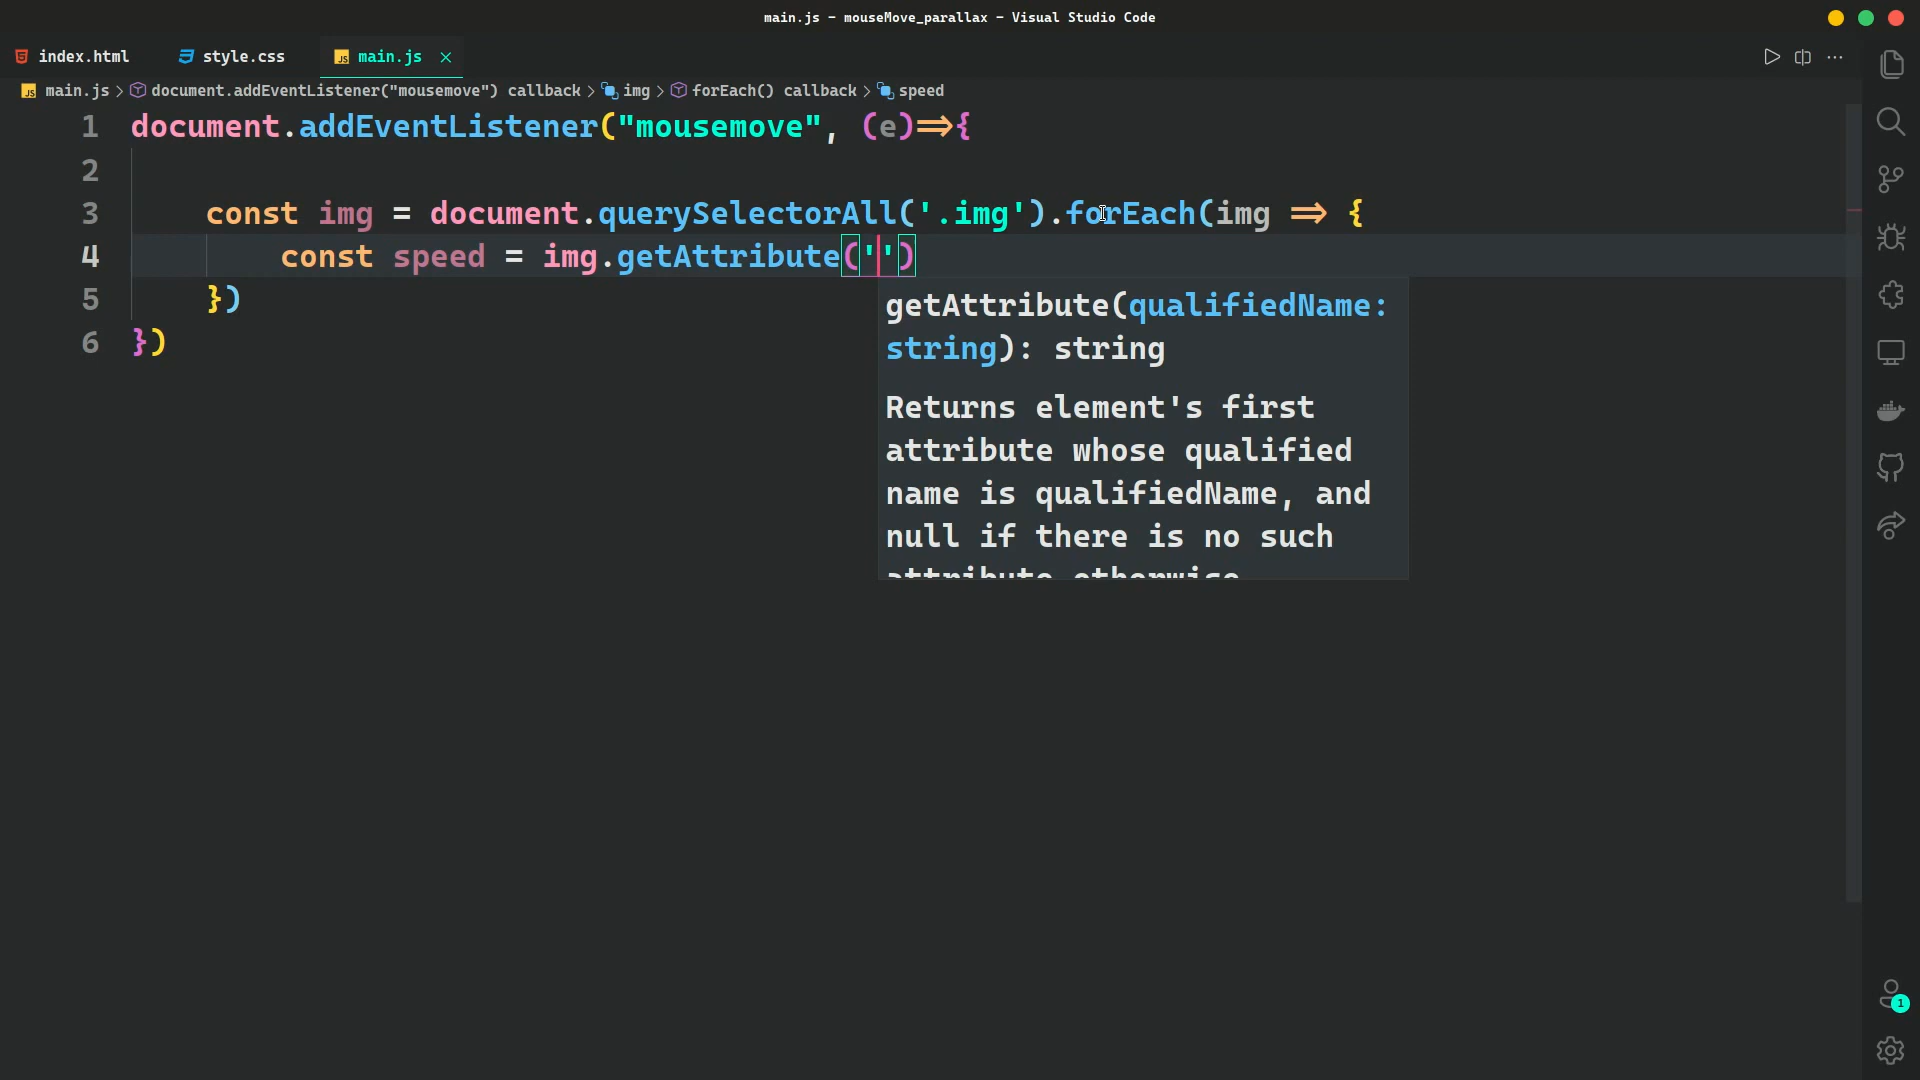 main.js - mouseMove_parallax - Visual Studio Code
index.html style.css main.js
main.js > document.addEventListener("mousemove") callback > img > forEach() callback > speed
1 document.addEventListener("mousemove", (e)=>{
2
3 const img = document.querySelectorAll('.img').forEach(img => {
4 const speed = img.getAttribute('')
5 })
6 })
getAttribute(qualifiedName:
string): string
Returns element's first
attribute whose qualified
name is qualifiedName, and
null if there is no such
attribute otherwise
1